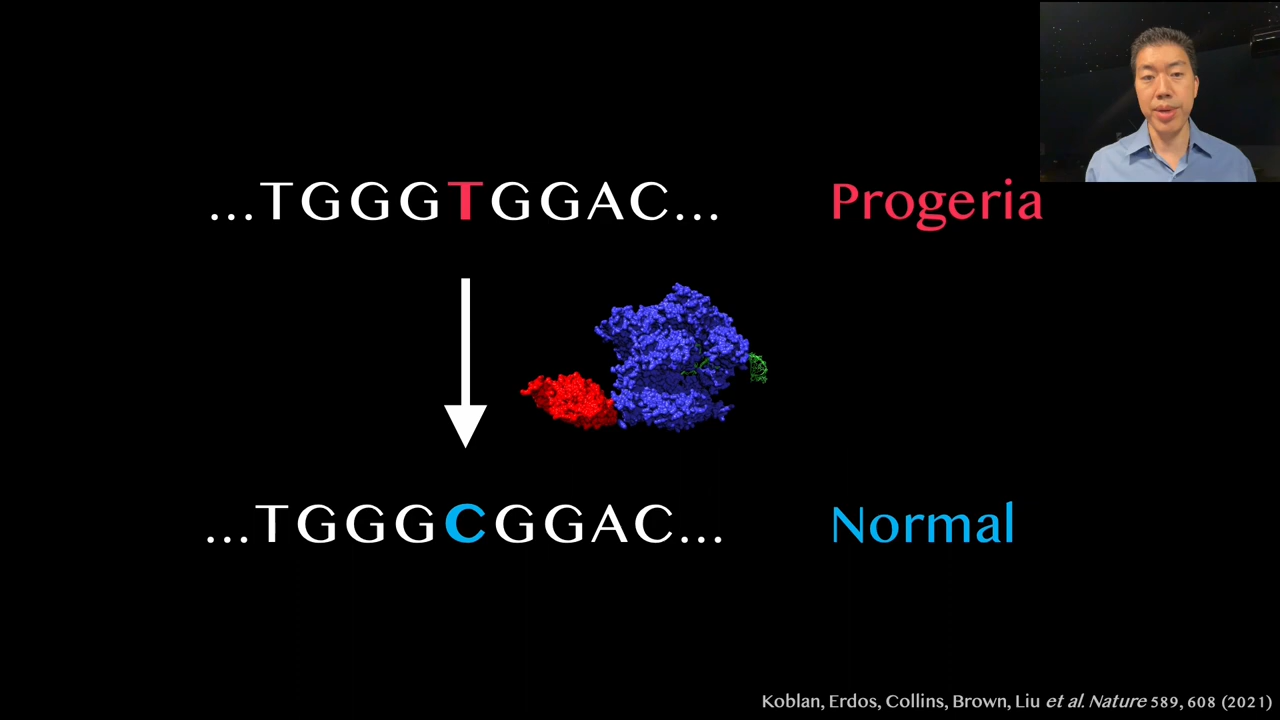 ...TGGGTGGAC... Progeria
...TGGGCGGAC... Normal
Koblan, Erdos, Collins, Brown, Liu et al. Nature 589, 608 (2021)